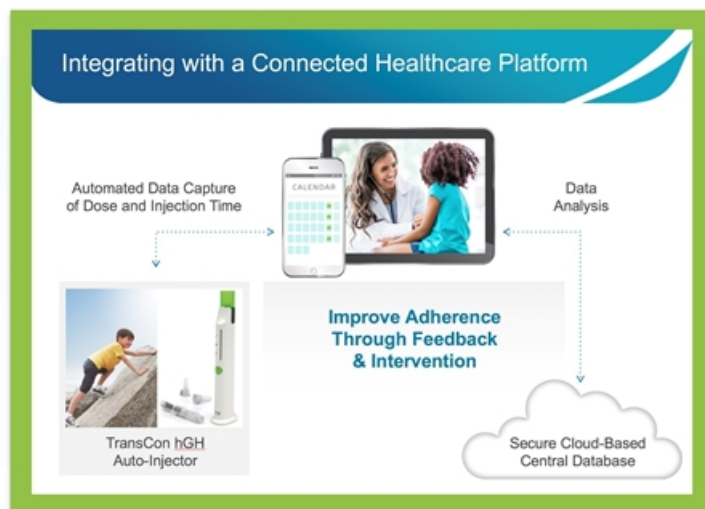 Integrating with a Connected Healthcare Platform
Automated Data Capture
of Dose and Injection Time
CALENDAR
Data
Analysis
Improve Adherence
Through Feedback
& Intervention
TransCon hGH
Auto-Injector
Secure Cloud-Based
Central Database